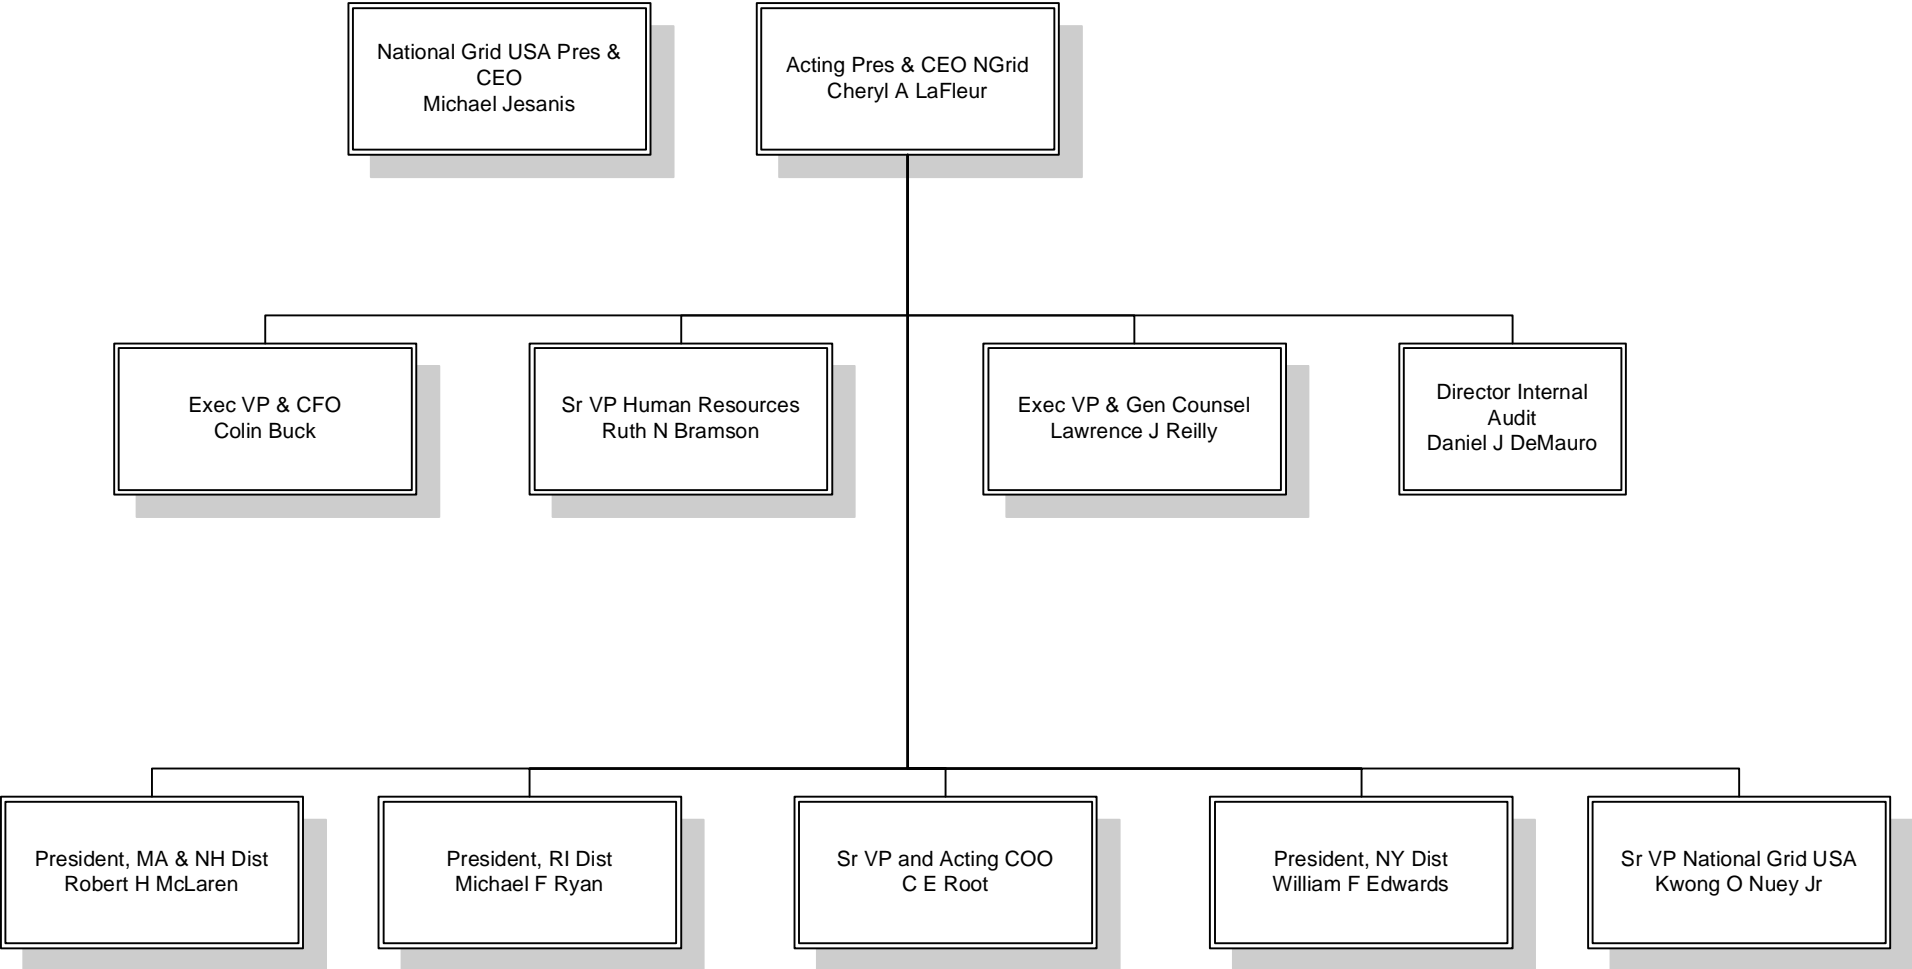 National Grid USA Pres &
CEO
Michael Jesanis
Acting Pres & CEO NGrid
Cheryl A LaFleur
Exec VP & CFO
Colin Buck
Sr VP Human Resources
Ruth N Bramson
Exec VP & Gen Counsel
Lawrence J Reilly
Director Internal
Audit
Daniel J DeMauro
President, MA & NH Dist
Robert H McLaren
President, RI Dist
Michael F Ryan
Sr VP and Acting COO
C E Root
President, NY Dist
William F Edwards
Sr VP National Grid USA
Kwong O Nuey Jr